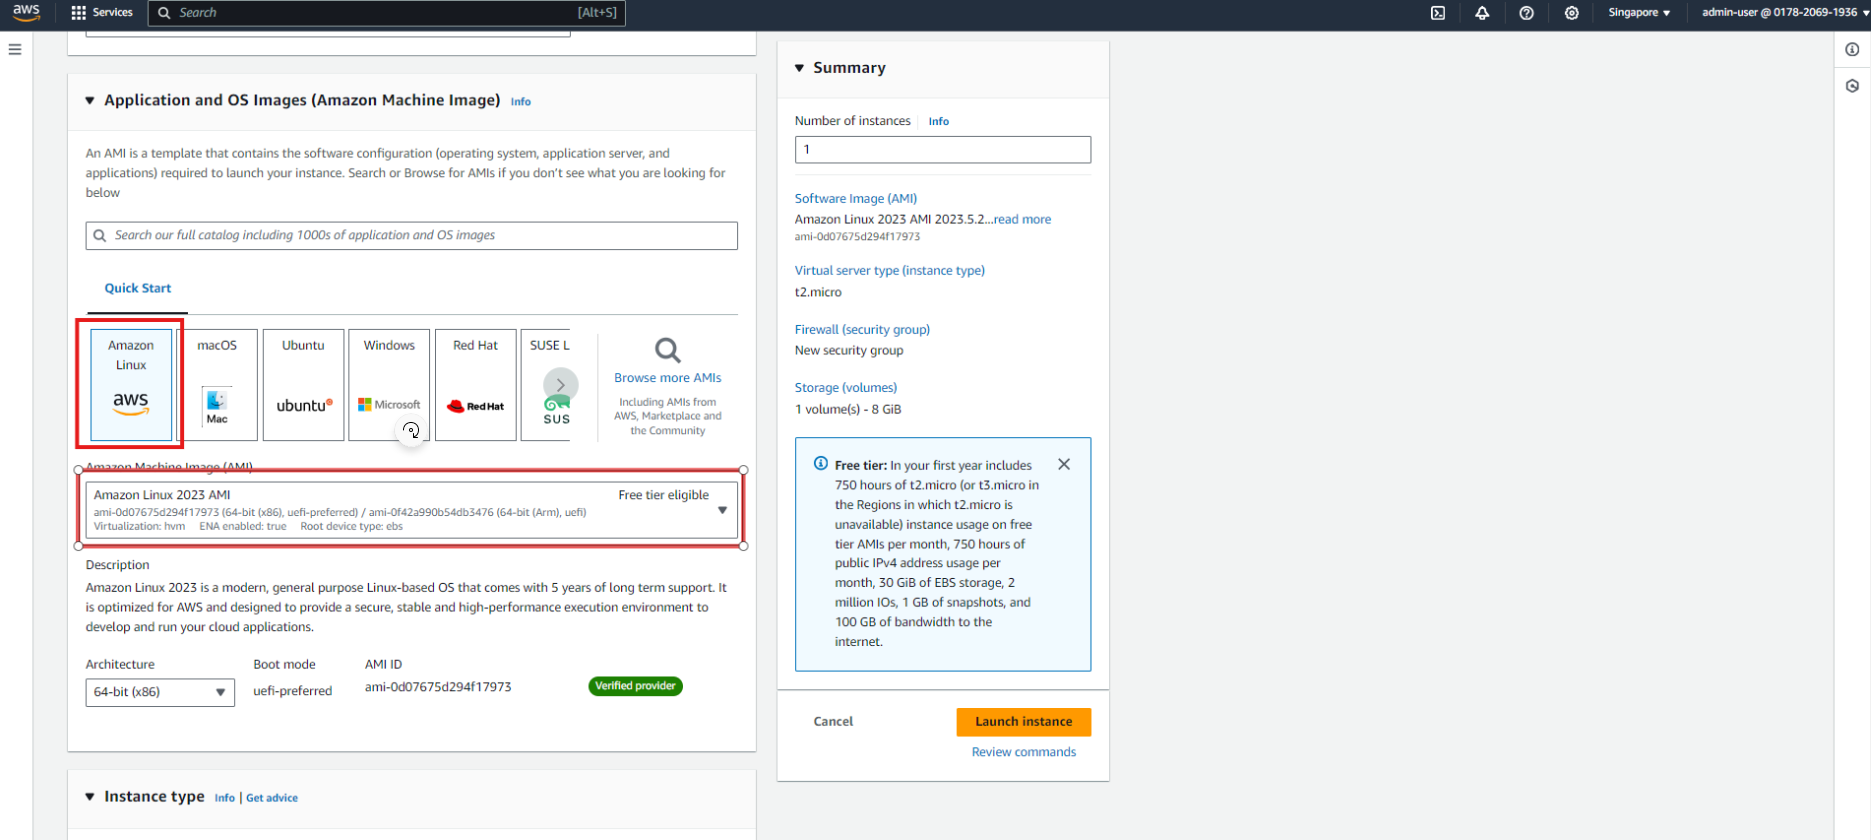 aws
Services
Search
[Alt+S]
Singapore
admin-user @ 0178-2069-1936
Application and OS Images (Amazon Machine Image) Info
An AMI is a template that contains the software configuration (operating system, application server, and
applications) required to launch your instance. Search or Browse for AMIs if you don't see what you are looking for
below
Search our full catalog including 1000s of application and OS images
Quick Start
Amazon
Linux
aws
macOS
Mac
Ubuntu
ubuntu
Windows
Microsoft
Red Hat
Red Hat
SUSE L
SUS
Browse more AMIs
Including AMIs from
AWS, Marketplace and
the Community
Amazon Machine Image (AMI)
Amazon Linux 2023 AMI
Free tier eligible
ami-0d07675d294f17973 (64-bit (x86), uefi-preferred) / ami-0f42a990b54db3476 (64-bit (Arm), uefi)
Virtualization: hvm ENA enabled: true Root device type: ebs
Description
Amazon Linux 2023 is a modern, general purpose Linux-based OS that comes with 5 years of long term support. It
is optimized for AWS and designed to provide a secure, stable and high-performance execution environment to
develop and run your cloud applications.
Architecture
64-bit (x86)
Boot mode
uefi-preferred
AMI ID
ami-0d07675d294f17973
Verified provider
Instance type Info | Get advice
Summary
Number of instances Info
1
Software Image (AMI)
Amazon Linux 2023 AMI 2023.5.2...read more
ami-0d07675d294f17973
Virtual server type (instance type)
t2.micro
Firewall (security group)
New security group
Storage (volumes)
1 volume(s) - 8 GiB
Free tier: In your first year includes
750 hours of t2.micro (or t3.micro in
the Regions in which t2.micro is
unavailable) instance usage on free
tier AMIs per month, 750 hours of
public IPv4 address usage per
month, 30 GiB of EBS storage, 2
million IOs, 1 GB of snapshots, and
100 GB of bandwidth to the
internet.
Cancel
Launch instance
Review commands